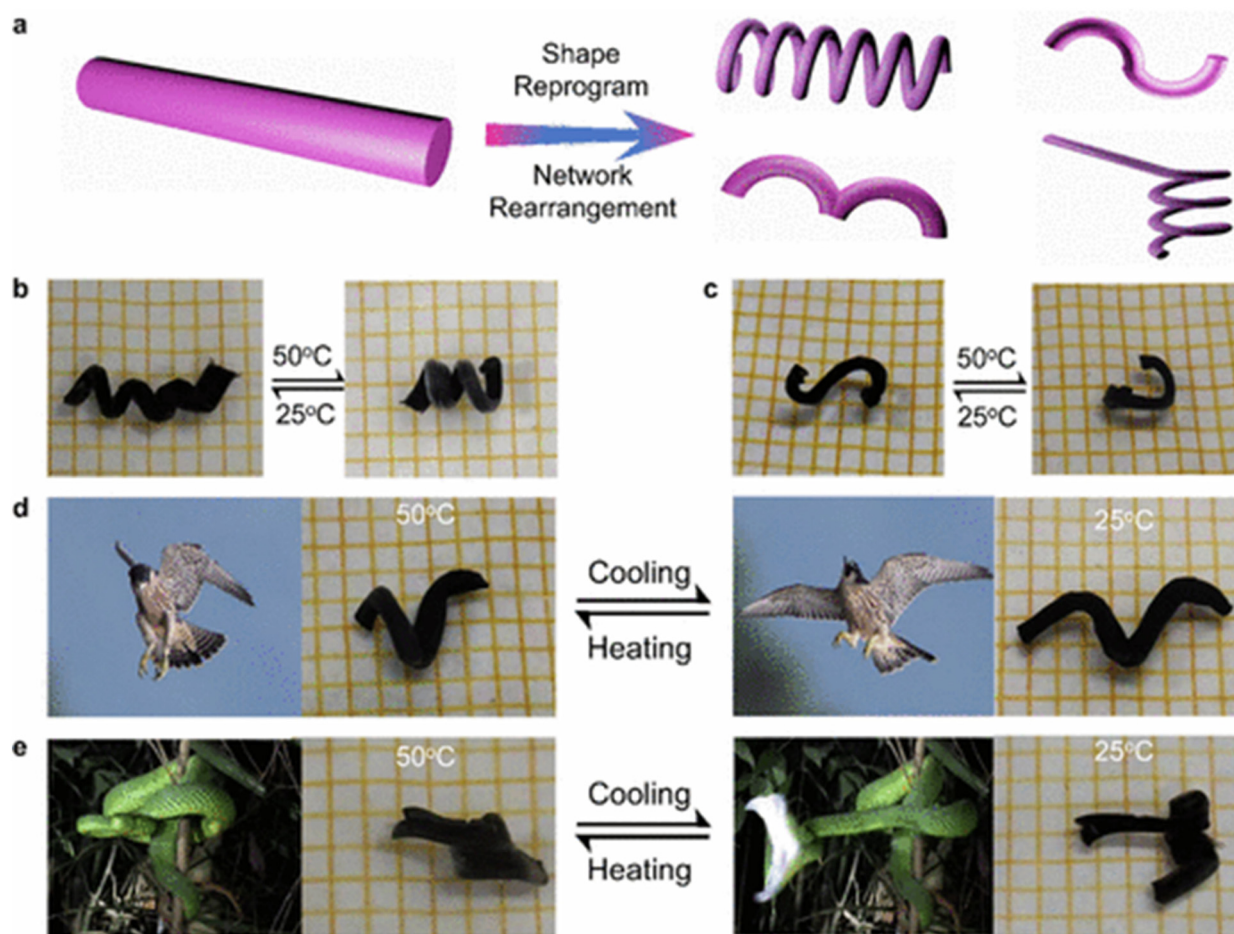 a
Shape
Reprogram
Network
Rearrangement
b
50°C
25°C
c
50°C
25°C
d
50°C
Cooling
Heating
25°C
e
50°C
Cooling
Heating
25°C